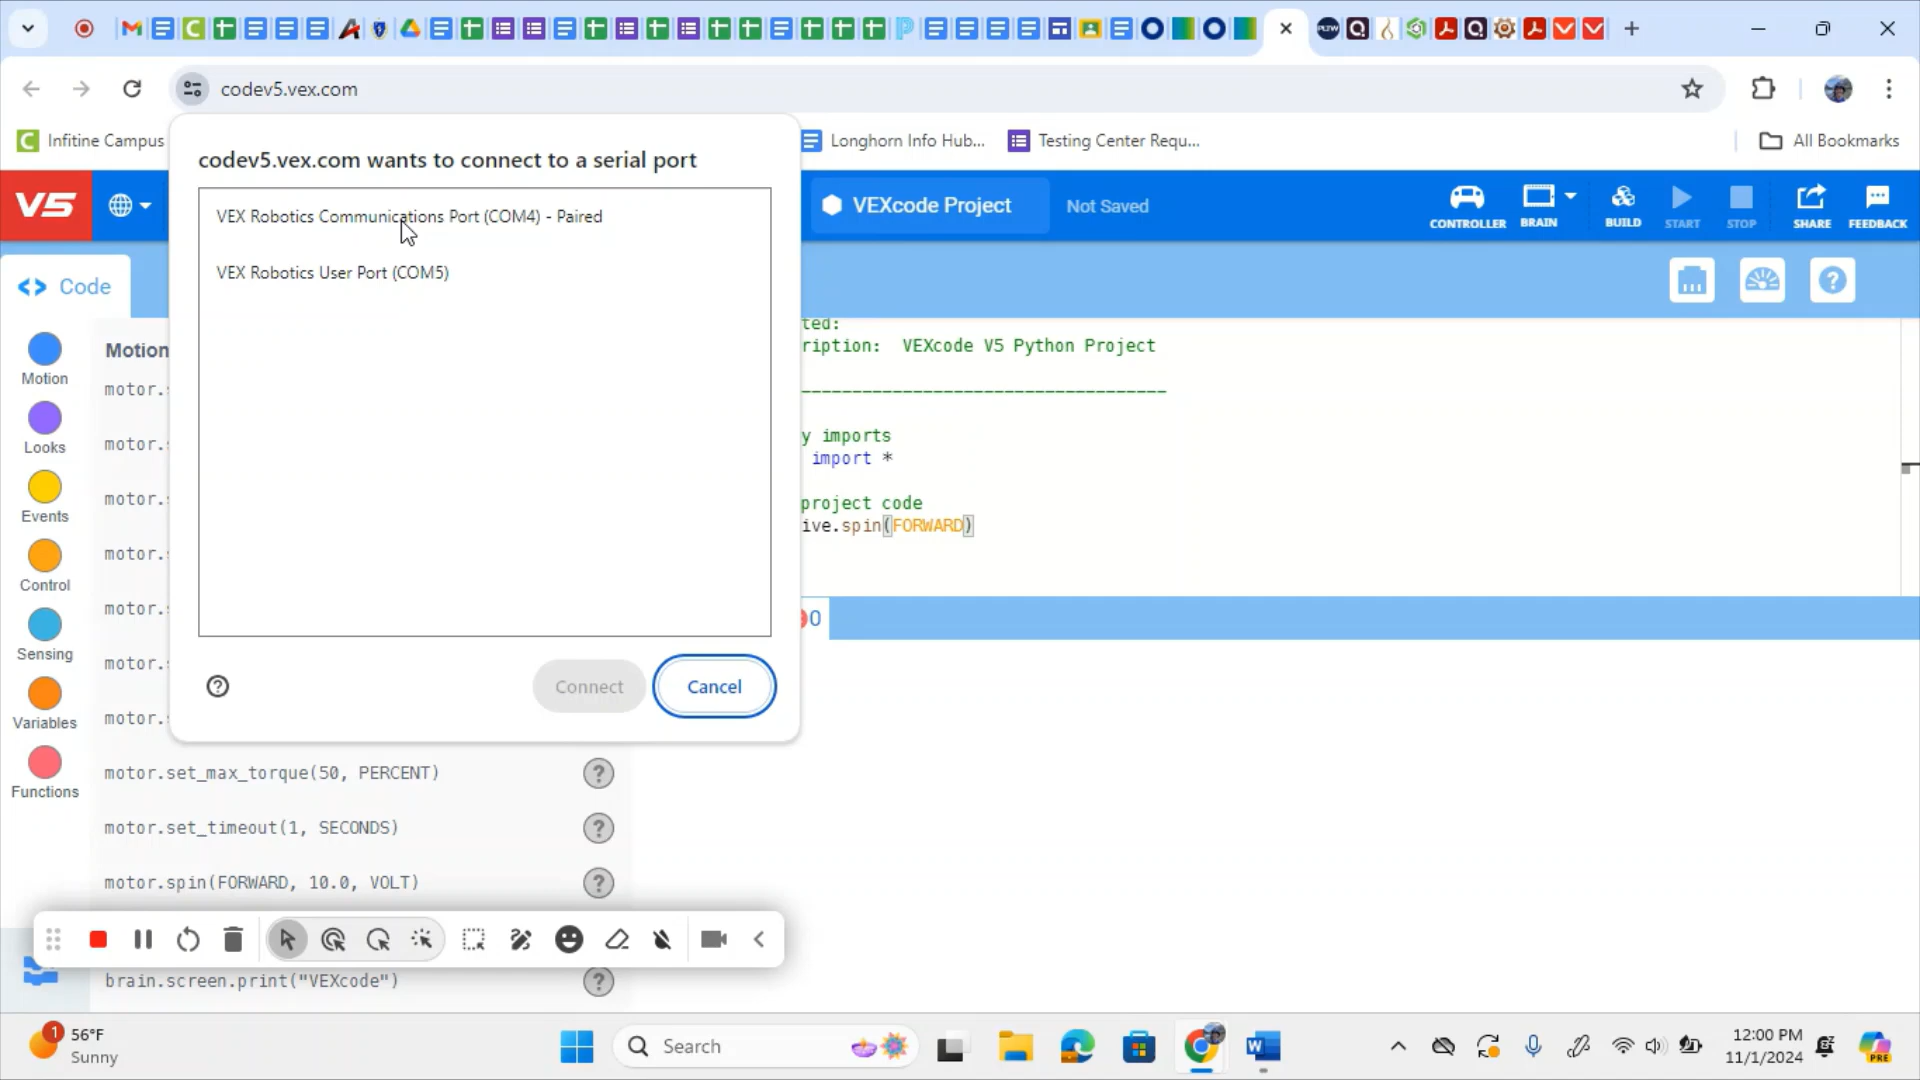 codev5.vex.com
Infitine Campus
Longhorn Info Hub...
Testing Center Requ...
All Bookmarks
codev5.vex.com wants to connect to a serial port
VEX Robotics Communications Port (COM4) - Paired
VEX Robotics User Port (COM5)
Connect
Cancel
V5
VEXcode Project
Not Saved
CONTROLLER
BRAIN
BUILD
START
STOP
SHARE
FEEDBACK
<> Code
Motion
Looks
Events
Control
Sensing
Variables
Functions
Motion
motor.s
motor.s
motor.s
motor.s
motor.s
motor.s
motor.s
motor.set_max_torque(50, PERCENT)
motor.set_timeout(1, SECONDS)
motor.spin(FORWARD, 10.0, VOLT)
brain.screen.print("VEXcode")
ted:
ription: VEXcode V5 Python Project
y imports
import *
project code
ive.spin(FORWARD)
0
1
56°F
Sunny
Search
12:00 PM
11/1/2024
PRE